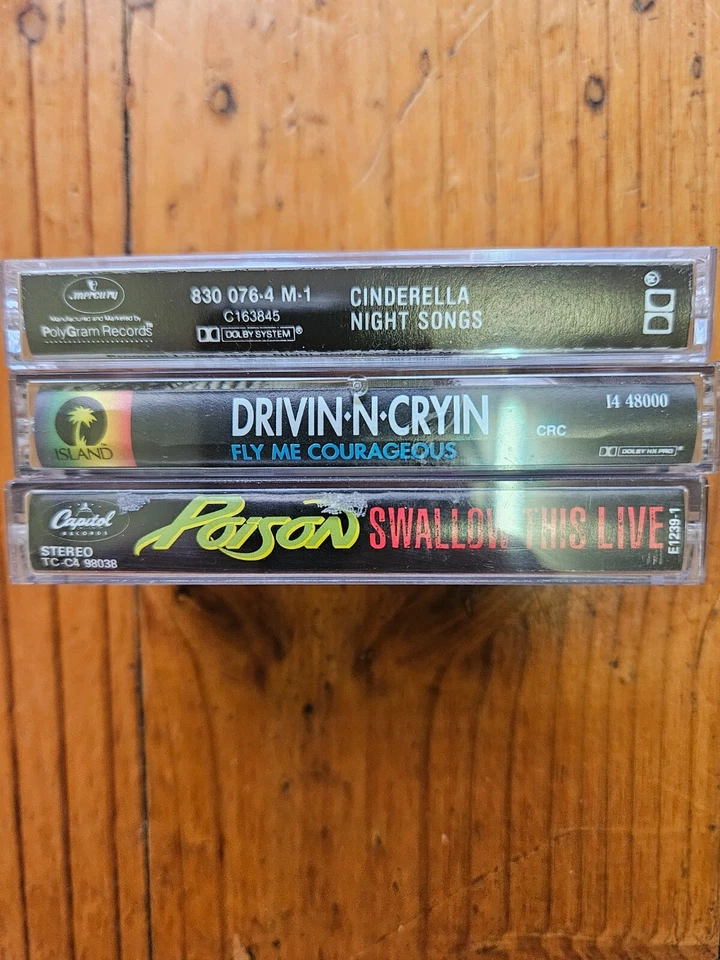 mercury
Manufactured and Marketed by
PolyGram Records
830 076-4 M-1
C163845
DOLBY SYSTEM®
CINDERELLA
NIGHT SONGS
ISLAND
DRIVIN·N·CRYIN
FLY ME COURAGEOUS
CRC
14 48000
DOLBY HX PRO
Capitol
RECORDS
STEREO
TC-C4 98038
POISON
SWALLOW THIS LIVE
E1239-1